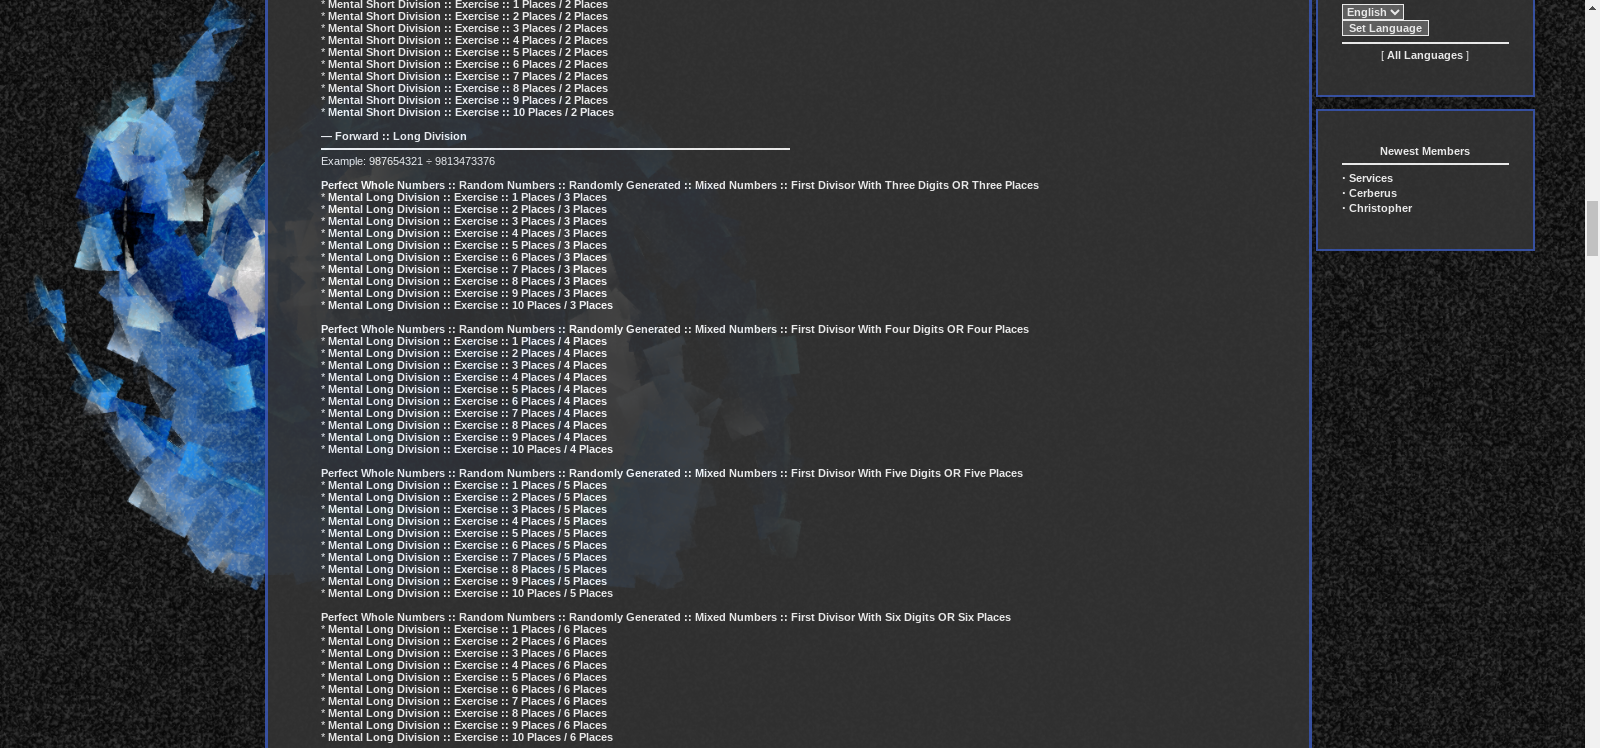 * Mental Short Division :: Exercise :: 1 Places / 2 Places
* Mental Short Division :: Exercise :: 2 Places / 2 Places
* Mental Short Division :: Exercise :: 3 Places / 2 Places
* Mental Short Division :: Exercise :: 4 Places / 2 Places
* Mental Short Division :: Exercise :: 5 Places / 2 Places
* Mental Short Division :: Exercise :: 6 Places / 2 Places
* Mental Short Division :: Exercise :: 7 Places / 2 Places
* Mental Short Division :: Exercise :: 8 Places / 2 Places
* Mental Short Division :: Exercise :: 9 Places / 2 Places
* Mental Short Division :: Exercise :: 10 Places / 2 Places
— Forward :: Long Division
Example: 987654321 ÷ 9813473376
Perfect Whole Numbers :: Random Numbers :: Randomly Generated :: Mixed Numbers :: First Divisor With Three Digits OR Three Places
* Mental Long Division :: Exercise :: 1 Places / 3 Places
* Mental Long Division :: Exercise :: 2 Places / 3 Places
* Mental Long Division :: Exercise :: 3 Places / 3 Places
* Mental Long Division :: Exercise :: 4 Places / 3 Places
* Mental Long Division :: Exercise :: 5 Places / 3 Places
* Mental Long Division :: Exercise :: 6 Places / 3 Places
* Mental Long Division :: Exercise :: 7 Places / 3 Places
* Mental Long Division :: Exercise :: 8 Places / 3 Places
* Mental Long Division :: Exercise :: 9 Places / 3 Places
* Mental Long Division :: Exercise :: 10 Places / 3 Places
Perfect Whole Numbers :: Random Numbers :: Randomly Generated :: Mixed Numbers :: First Divisor With Four Digits OR Four Places
* Mental Long Division :: Exercise :: 1 Places / 4 Places
* Mental Long Division :: Exercise :: 2 Places / 4 Places
* Mental Long Division :: Exercise :: 3 Places / 4 Places
* Mental Long Division :: Exercise :: 4 Places / 4 Places
* Mental Long Division :: Exercise :: 5 Places / 4 Places
* Mental Long Division :: Exercise :: 6 Places / 4 Places
* Mental Long Division :: Exercise :: 7 Places / 4 Places
* Mental Long Division :: Exercise :: 8 Places / 4 Places
* Mental Long Division :: Exercise :: 9 Places / 4 Places
* Mental Long Division :: Exercise :: 10 Places / 4 Places
Perfect Whole Numbers :: Random Numbers :: Randomly Generated :: Mixed Numbers :: First Divisor With Five Digits OR Five Places
* Mental Long Division :: Exercise :: 1 Places / 5 Places
* Mental Long Division :: Exercise :: 2 Places / 5 Places
* Mental Long Division :: Exercise :: 3 Places / 5 Places
* Mental Long Division :: Exercise :: 4 Places / 5 Places
* Mental Long Division :: Exercise :: 5 Places / 5 Places
* Mental Long Division :: Exercise :: 6 Places / 5 Places
* Mental Long Division :: Exercise :: 7 Places / 5 Places
* Mental Long Division :: Exercise :: 8 Places / 5 Places
* Mental Long Division :: Exercise :: 9 Places / 5 Places
* Mental Long Division :: Exercise :: 10 Places / 5 Places
Perfect Whole Numbers :: Random Numbers :: Randomly Generated :: Mixed Numbers :: First Divisor With Six Digits OR Six Places
* Mental Long Division :: Exercise :: 1 Places / 6 Places
* Mental Long Division :: Exercise :: 2 Places / 6 Places
* Mental Long Division :: Exercise :: 3 Places / 6 Places
* Mental Long Division :: Exercise :: 4 Places / 6 Places
* Mental Long Division :: Exercise :: 5 Places / 6 Places
* Mental Long Division :: Exercise :: 6 Places / 6 Places
* Mental Long Division :: Exercise :: 7 Places / 6 Places
* Mental Long Division :: Exercise :: 8 Places / 6 Places
* Mental Long Division :: Exercise :: 9 Places / 6 Places
* Mental Long Division :: Exercise :: 10 Places / 6 Places
English
Set Language
[ All Languages ]
Newest Members
· Services
· Cerberus
· Christopher